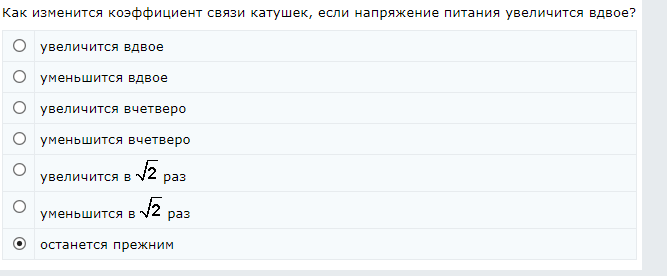 Как изменится коэффициент связи катушек, если напряжение питания увеличится вдвое?
увеличится вдвое
уменьшится вдвое
увеличится вчетверо
уменьшится вчетверо
увеличится в √2 раз
уменьшится в √2 раз
останется прежним